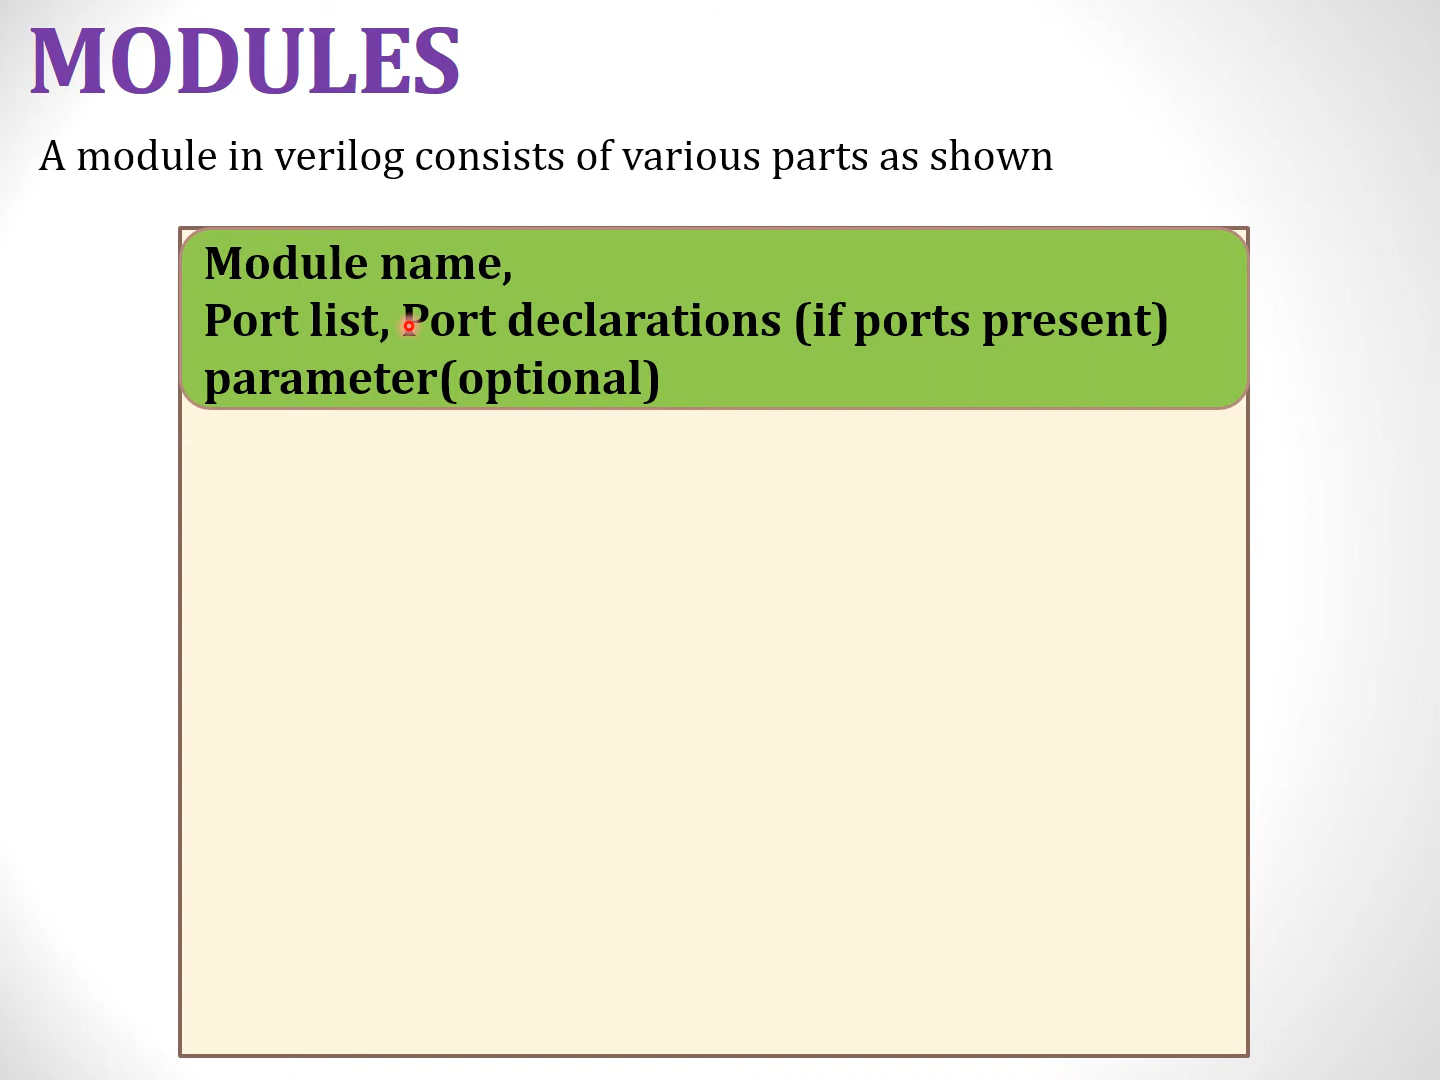 MODULES
A module in verilog consists of various parts as shown
Module name,
Port list, Port declarations (if ports present)
parameter(optional)